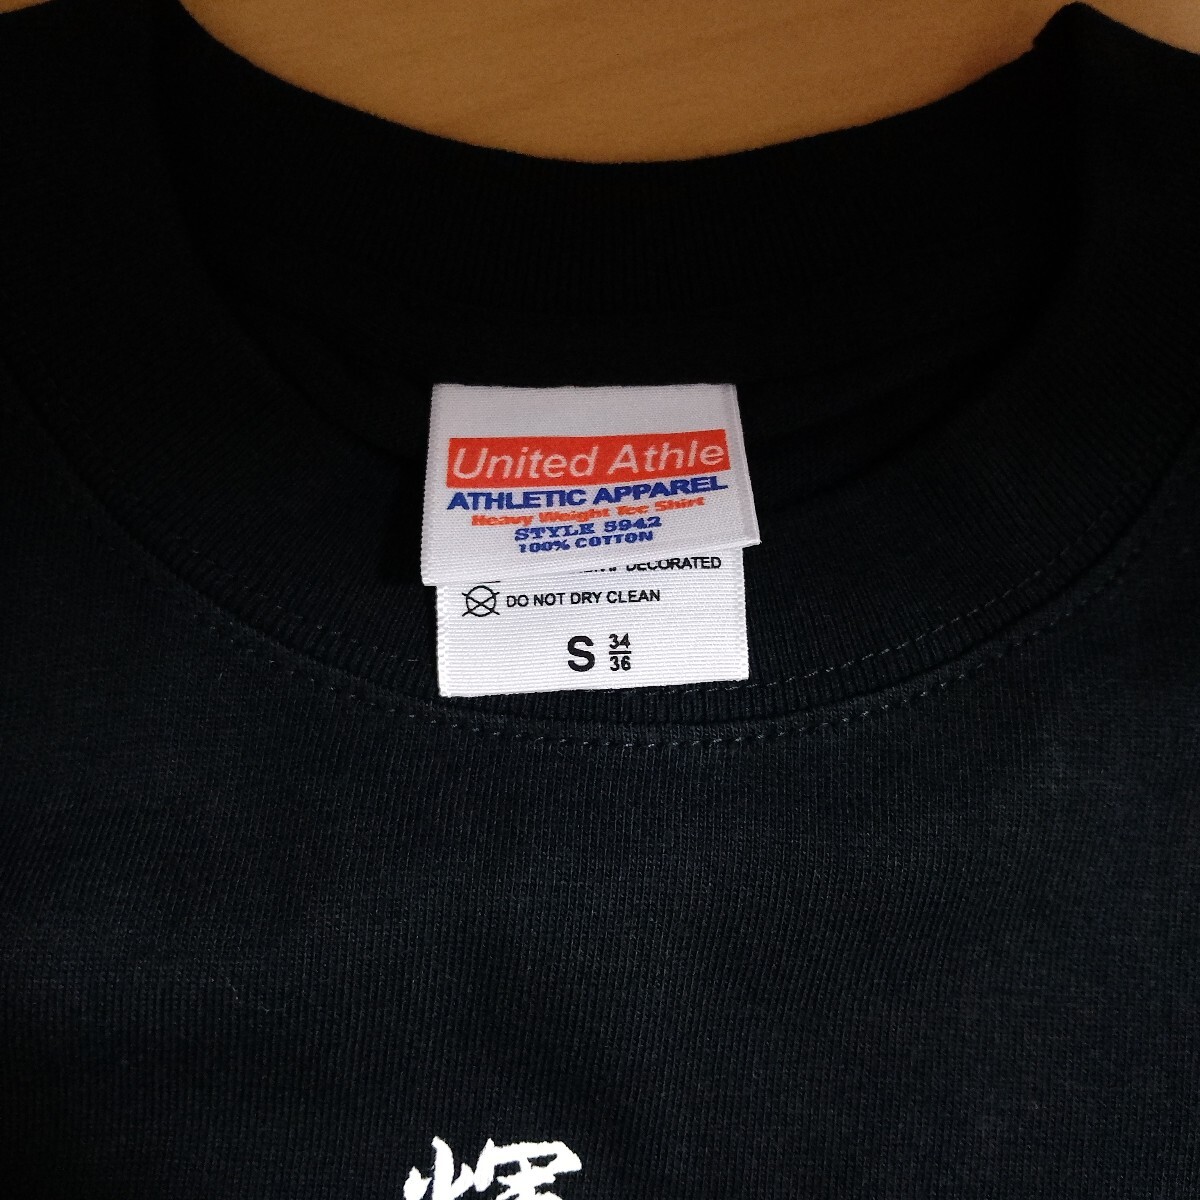 United Athle
ATHLETIC APPAREL
Heavy Weight Tee Shirt
STYLE 5942
100% COTTON
DECORATED
DO NOT DRY CLEAN
S 34
36